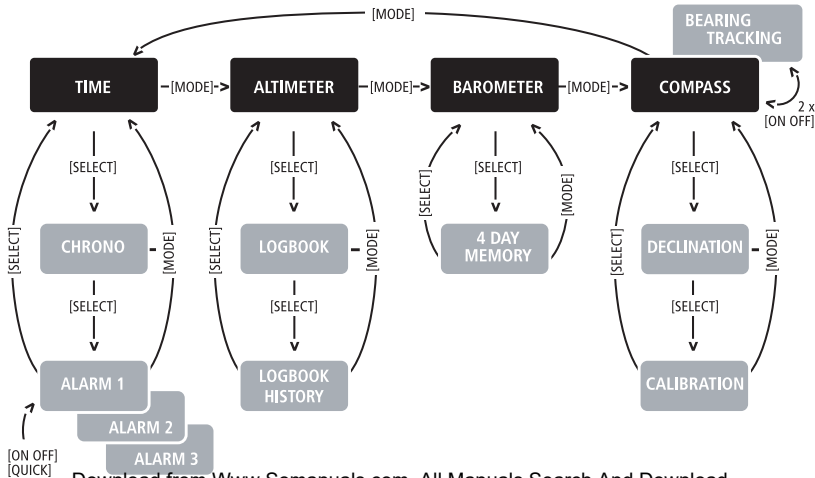 [MODE]
BEARING
TRACKING
TIME
[MODE]
ALTIMETER
[MODE]
BAROMETER
[MODE]
COMPASS
2 x
[ON OFF]
[SELECT]
[SELECT]
[SELECT]
[SELECT]
[SELECT]
CHRONO
[MODE]
[SELECT]
LOGBOOK
[MODE]
[SELECT]
4 DAY
MEMORY
[MODE]
[SELECT]
DECLINATION
[MODE]
[SELECT]
[SELECT]
[SELECT]
ALARM 1
LOGBOOK
HISTORY
CALIBRATION
ALARM 2
ALARM 3
[ON OFF]
[QUICK]
Download from Www.Somanuals.com. All Manuals Search And Download.